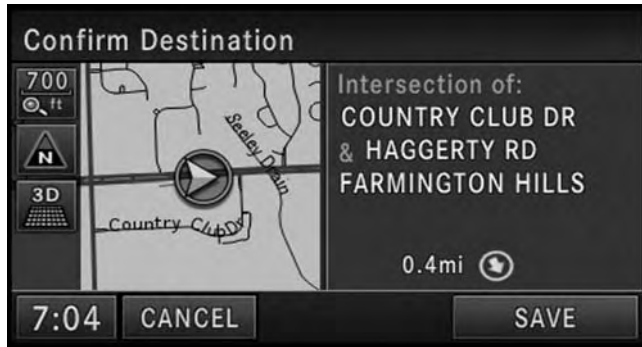 Confirm Destination
700
ft
N
3D
Seeley Drain
Country Club Dr
Intersection of:
COUNTRY CLUB DR
& HAGGERTY RD
FARMINGTON HILLS
0.4mi
7:04
CANCEL
SAVE